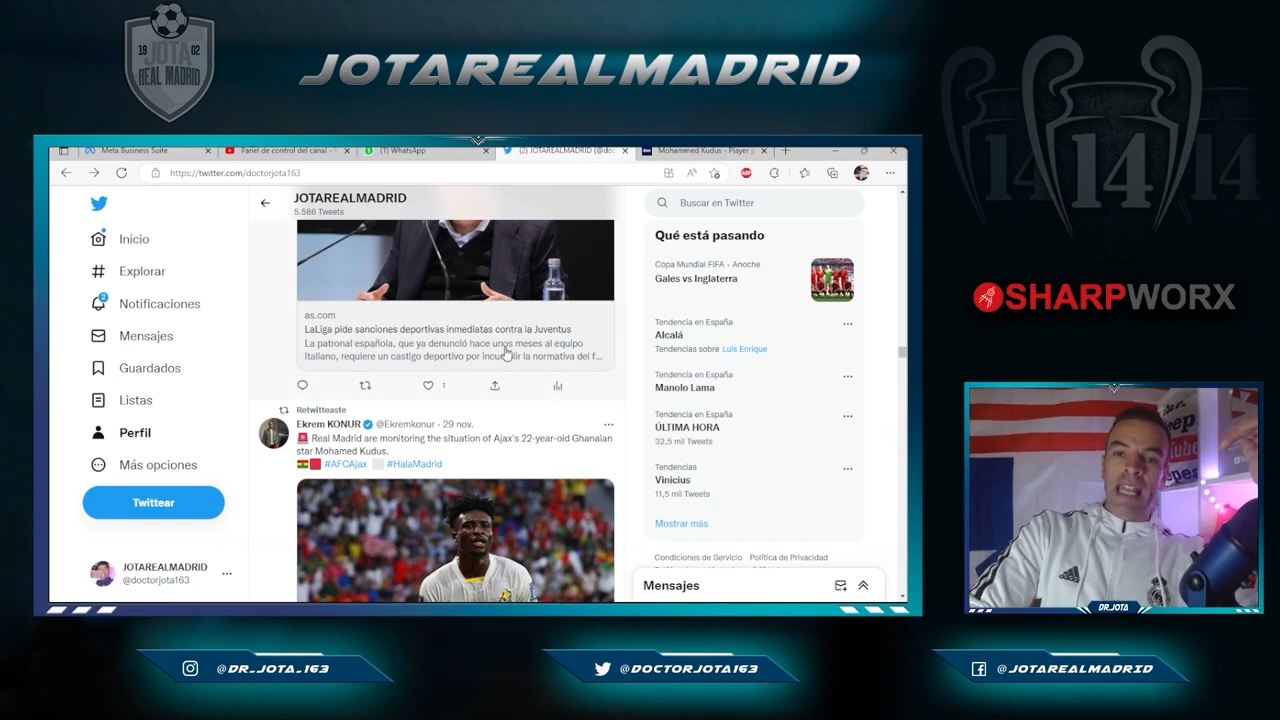 19 02
JOTA
REAL MADRID
JOTAREALMADRID
14 14 14
Meta Business Suite
Panel de control del canal -
(1) WhatsApp
(2) JOTAREALMADRID (@doc
Mohammed Kudus - Player p
https://twitter.com/doctorjota163
ABP
JOTAREALMADRID
5.586 Tweets
Inicio
Explorar
2
Notificaciones
Mensajes
Guardados
Listas
Perfil
Más opciones
Twittear
JOTAREALMADRID
@doctorjota163
as.com
LaLiga pide sanciones deportivas inmediatas contra la Juventus
La patronal española, que ya denunció hace unos meses al equipo
italiano, requiere un castigo deportivo por incumplir la normativa del f...
1
Retwitteaste
Ekrem KONUR @Ekremkonur · 29 nov.
Real Madrid are monitoring the situation of Ajax's 22-year-old Ghanaian
star Mohamed Kudus.
#AFCAjax #HalaMadrid
Buscar en Twitter
Qué está pasando
Copa Mundial FIFA · Anoche
Gales vs Inglaterra
Tendencia en España
Alcalá
Tendencias sobre Luis Enrique
Tendencia en España
Manolo Lama
Tendencia en España
ÚLTIMA HORA
32,5 mil Tweets
Tendencias
Vinicius
11,5 mil Tweets
Mostrar más
Condiciones de Servicio Política de Privacidad
Mensajes
SHARPWORX
DR.JOTA
@DR_JOTA_163
@DOCTORJOTA163
@JOTAREALMADRID